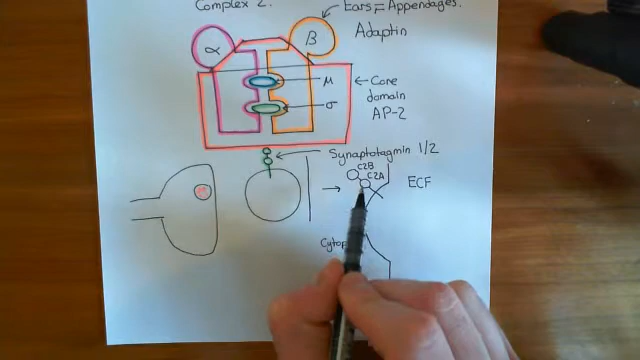 Complex 2.
Ears = Appendages.
α
β
Adaptin
μ
σ
Core
domain
AP-2
Synaptotagmin 1/2
C2B
C2A
ECF